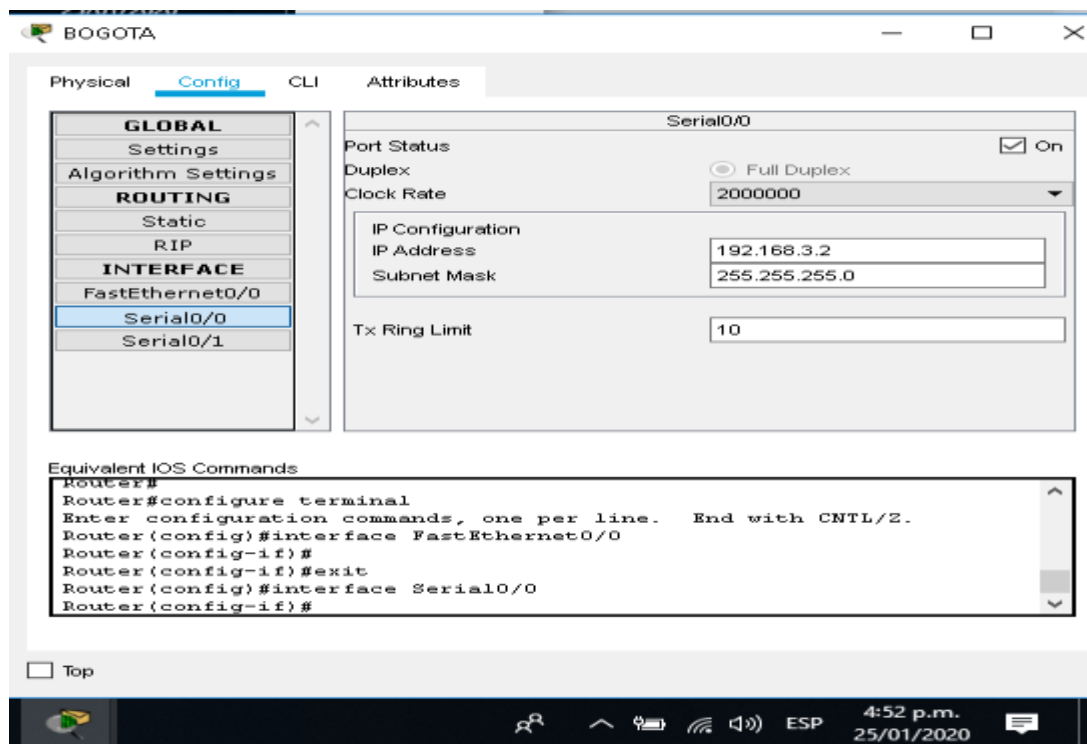 BOGOTA
Physical Config CLI Attributes
GLOBAL
Settings
Algorithm Settings
ROUTING
Static
RIP
INTERFACE
FastEthernet0/0
Serial0/0
Serial0/1
Serial0/0
Port Status On
Duplex Full Duplex
Clock Rate 2000000
IP Configuration
IP Address 192.168.3.2
Subnet Mask 255.255.255.0
Tx Ring Limit 10
Equivalent IOS Commands
Router#
Router#configure terminal
Enter configuration commands, one per line. End with CNTL/Z.
Router(config)#interface FastEthernet0/0
Router(config-if)#
Router(config-if)#exit
Router(config)#interface Serial0/0
Router(config-if)#
Top
ESP
4:52 p.m.
25/01/2020